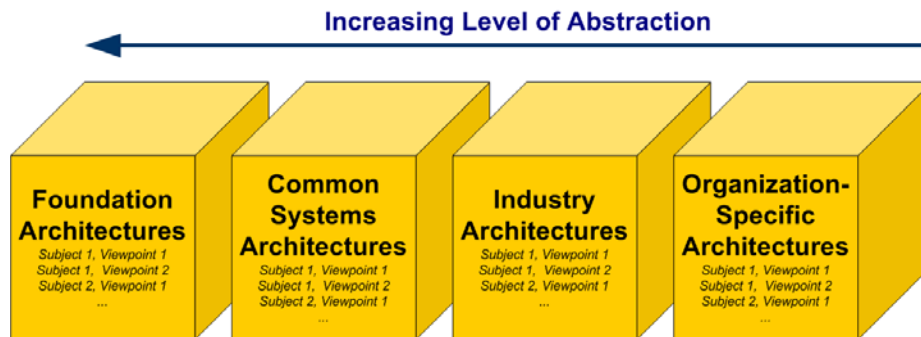 Increasing Level of Abstraction
Foundation
Architectures
Subject 1, Viewpoint 1
Subject 1, Viewpoint 2
Subject 2, Viewpoint 1
...
Common
Systems
Architectures
Subject 1, Viewpoint 1
Subject 1, Viewpoint 2
Subject 2, Viewpoint 1
...
Industry
Architectures
Subject 1, Viewpoint 1
Subject 1, Viewpoint 2
Subject 2, Viewpoint 1
...
Organization-
Specific
Architectures
Subject 1, Viewpoint 1
Subject 1, Viewpoint 2
Subject 2, Viewpoint 1
...